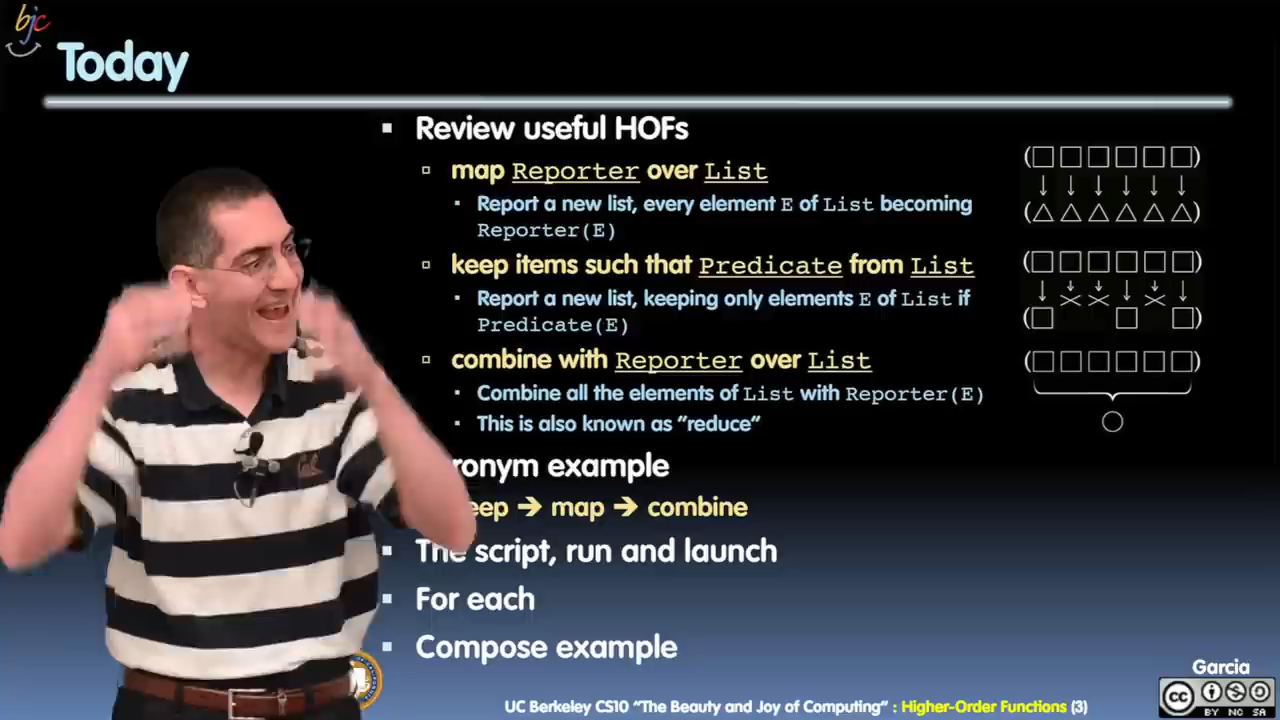 bjc
Today
Review useful HOFs
map Reporter over List
Report a new list, every element E of List becoming
Reporter(E)
keep items such that Predicate from List
Report a new list, keeping only elements E of List if
Predicate(E)
combine with Reporter over List
Combine all the elements of List with Reporter(E)
This is also known as “reduce”
ronym example
eep → map → combine
The script, run and launch
For each
Compose example
Garcia
cc
BY NC SA
UC Berkeley CS10 “The Beauty and Joy of Computing” : Higher-Order Functions (3)